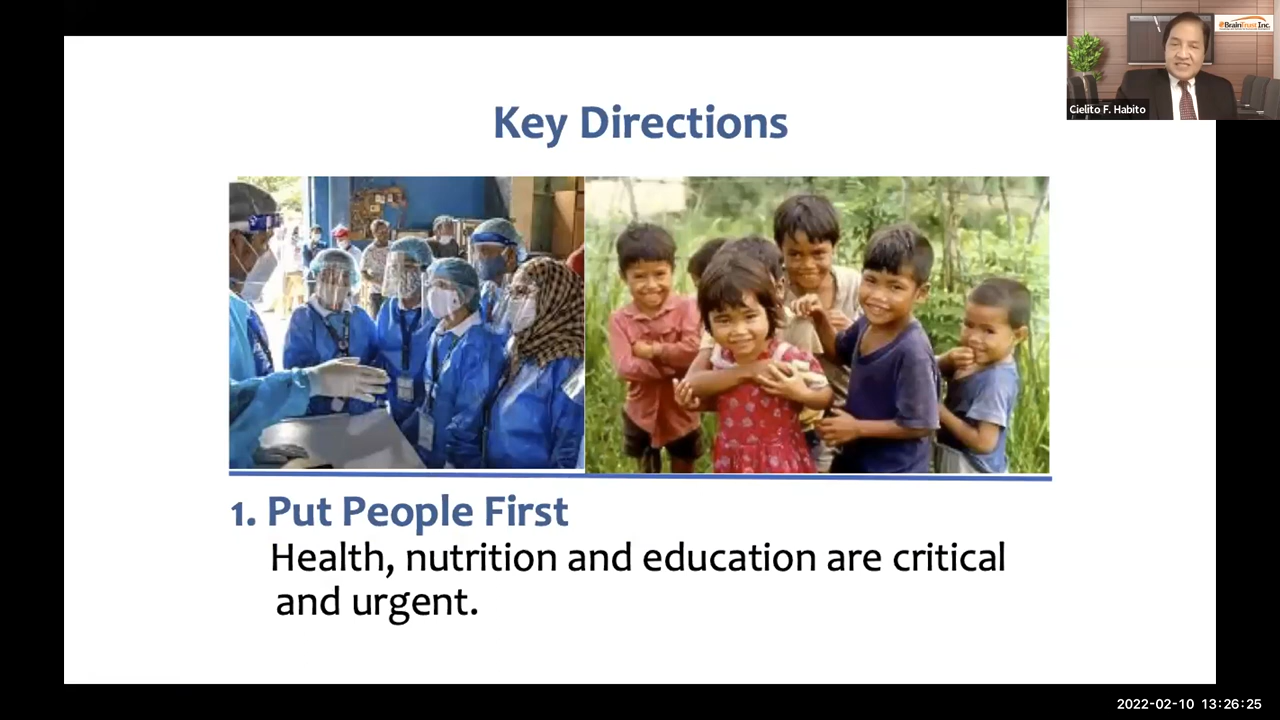 BrainTrust Inc.
Cielito F. Habito
Key Directions
1. Put People First
Health, nutrition and education are critical
and urgent.
2022-02-10 13:26:25